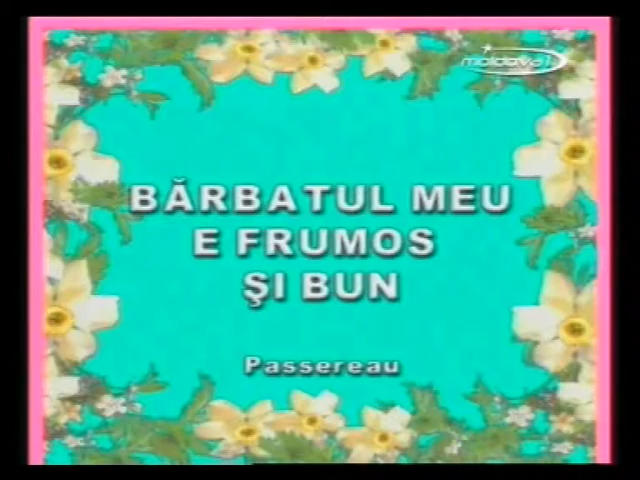 moldova1
BĂRBATUL MEU
E FRUMOS
ŞI BUN
Passereau